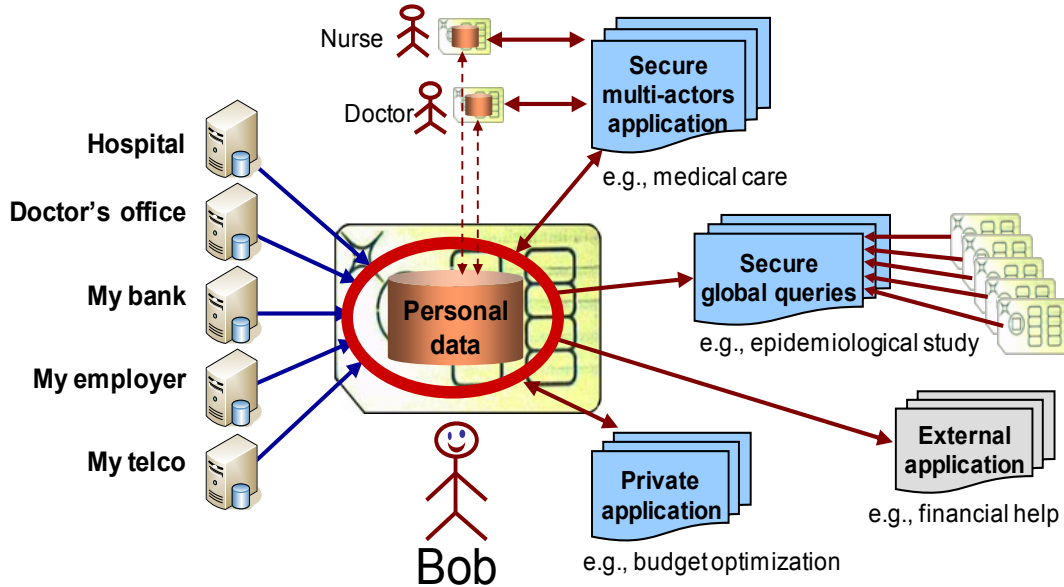 Nurse
Doctor
Secure
multi-actors
application
e.g., medical care
Hospital
Doctor's office
My bank
My employer
My telco
Personal
data
Secure
global queries
e.g., epidemiological study
External
application
e.g., financial help
Private
application
e.g., budget optimization
Bob